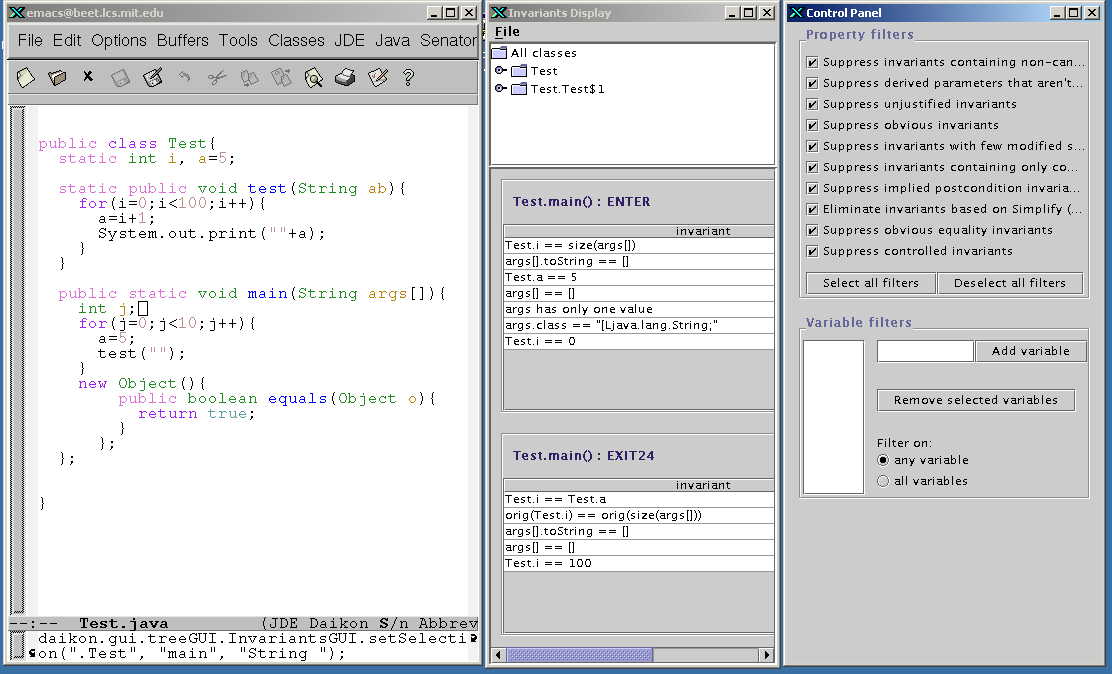 emacs@beet.lcs.mit.edu
File Edit Options Buffers Tools Classes JDE Java Senator
public class Test{
static int i, a=5;
static public void test(String ab){
for(i=0;i<100;i++){
a=i+1;
System.out.print(""+a);
}
}
public static void main(String args[]){
int j;
for(j=0;j<10;j++){
a=5;
test("");
}
new Object(){
public boolean equals(Object o){
return true;
}
};
};
}
--:-- Test.java (JDE Daikon S/n Abbrev
daikon.gui.treeGUI.InvariantsGUI.setSelecti
on(".Test", "main", "String ");
Invariants Display
File
All classes
Test
Test.Test$1
Test.main() : ENTER
invariant
Test.i == size(args[])
args[].toString == []
Test.a == 5
args[] == []
args has only one value
args.class == "[Ljava.lang.String;"
Test.i == 0
Test.main() : EXIT24
invariant
Test.i == Test.a
orig(Test.i) == orig(size(args[]))
args[].toString == []
args[] == []
Test.i == 100
Control Panel
Property filters
Suppress invariants containing non-can...
Suppress derived parameters that aren't...
Suppress unjustified invariants
Suppress obvious invariants
Suppress invariants with few modified s...
Suppress invariants containing only co...
Suppress implied postcondition invaria...
Eliminate invariants based on Simplify (...
Suppress obvious equality invariants
Suppress controlled invariants
Select all filters Deselect all filters
Variable filters
Add variable
Remove selected variables
Filter on:
any variable
all variables